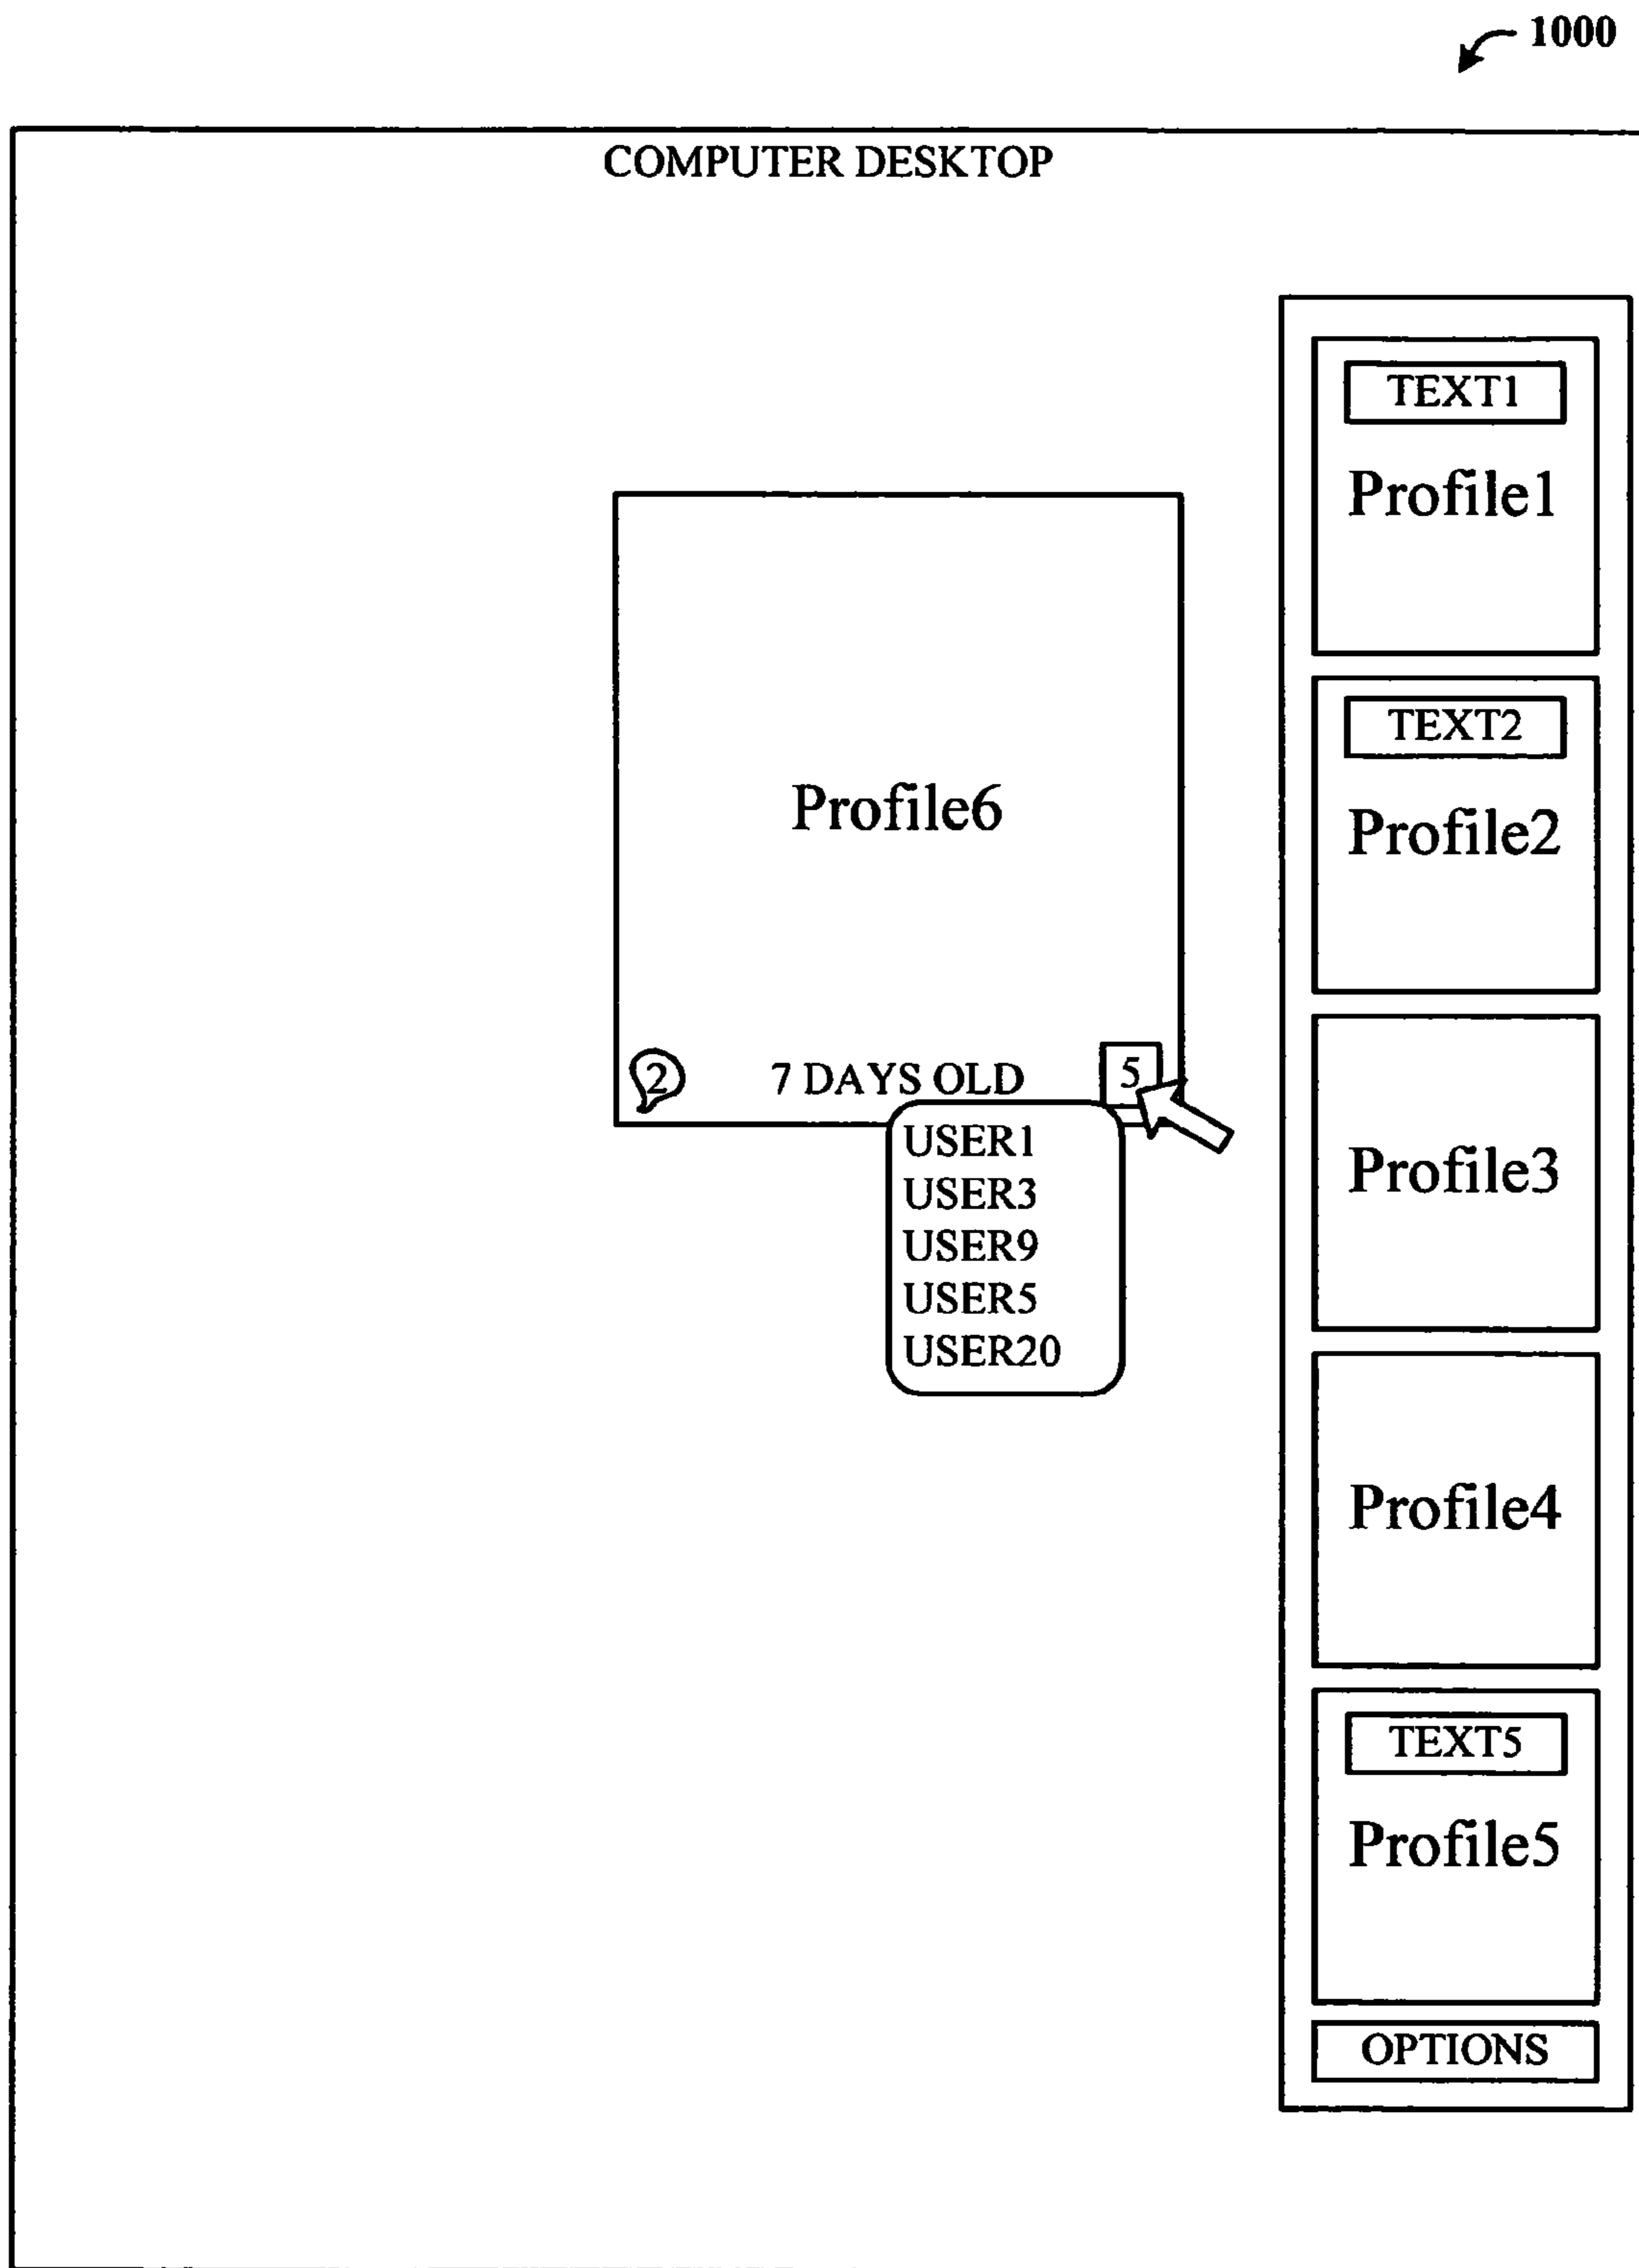 1000
COMPUTER DESKTOP
Profile6
2
7 DAYS OLD
5
USER1
USER3
USER9
USER5
USER20
TEXT1
Profile1
TEXT2
Profile2
Profile3
Profile4
TEXT5
Profile5
OPTIONS